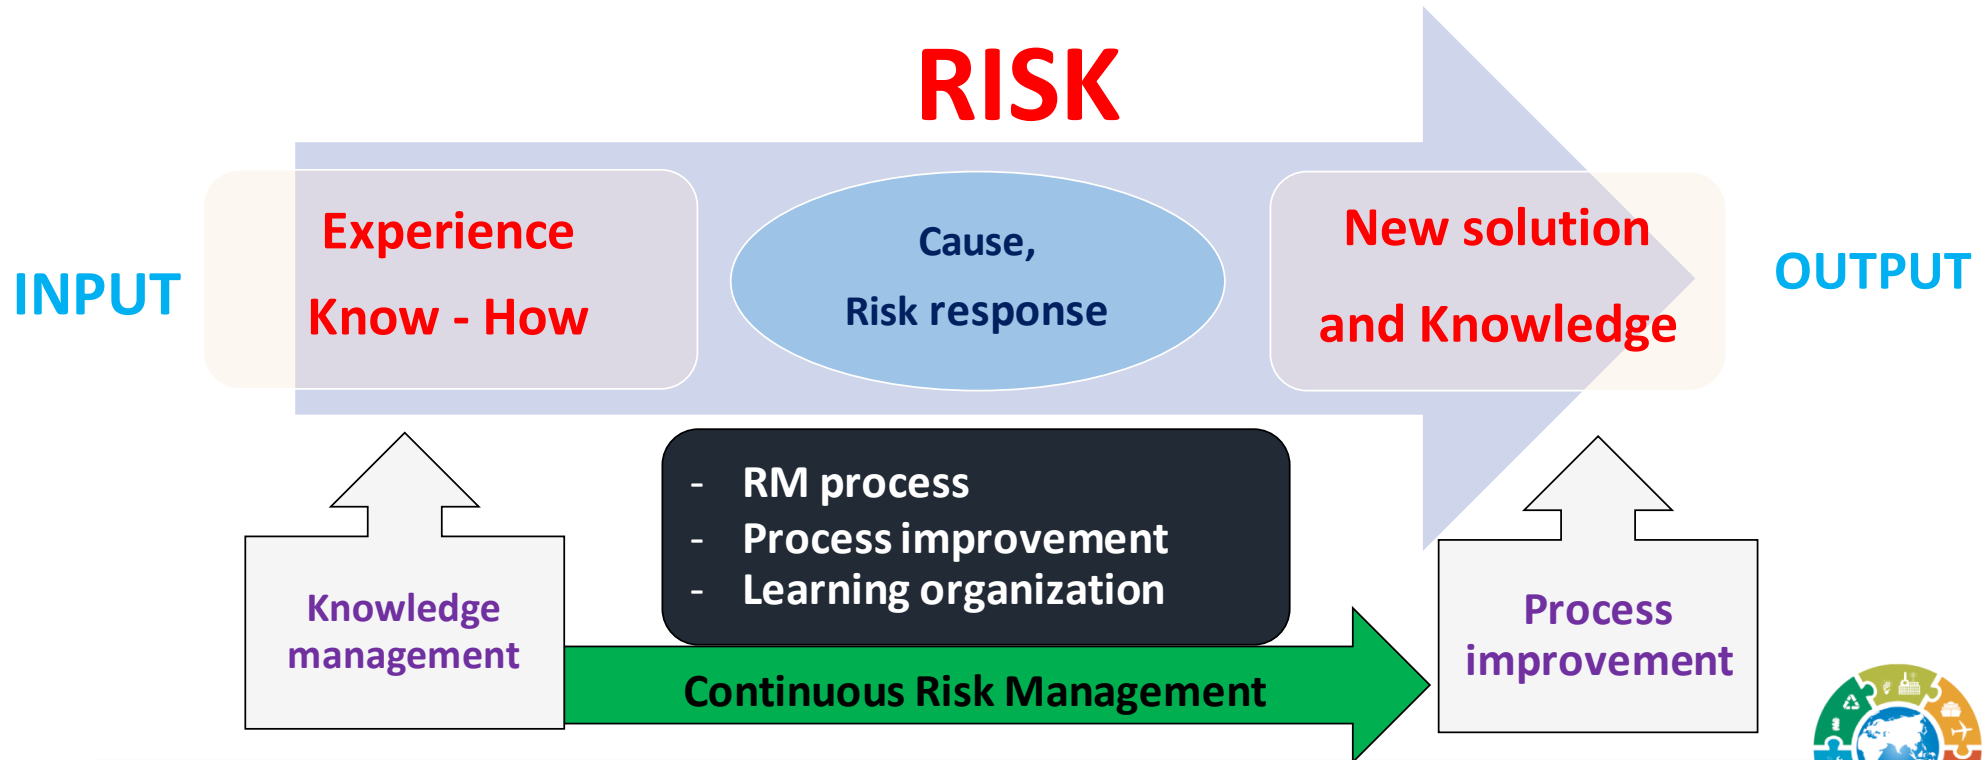 RISK
INPUT
Experience
Know - How
Cause,
Risk response
New solution
and Knowledge
OUTPUT
- RM process
- Process improvement
- Learning organization
Knowledge
management
Continuous Risk Management
Process
improvement